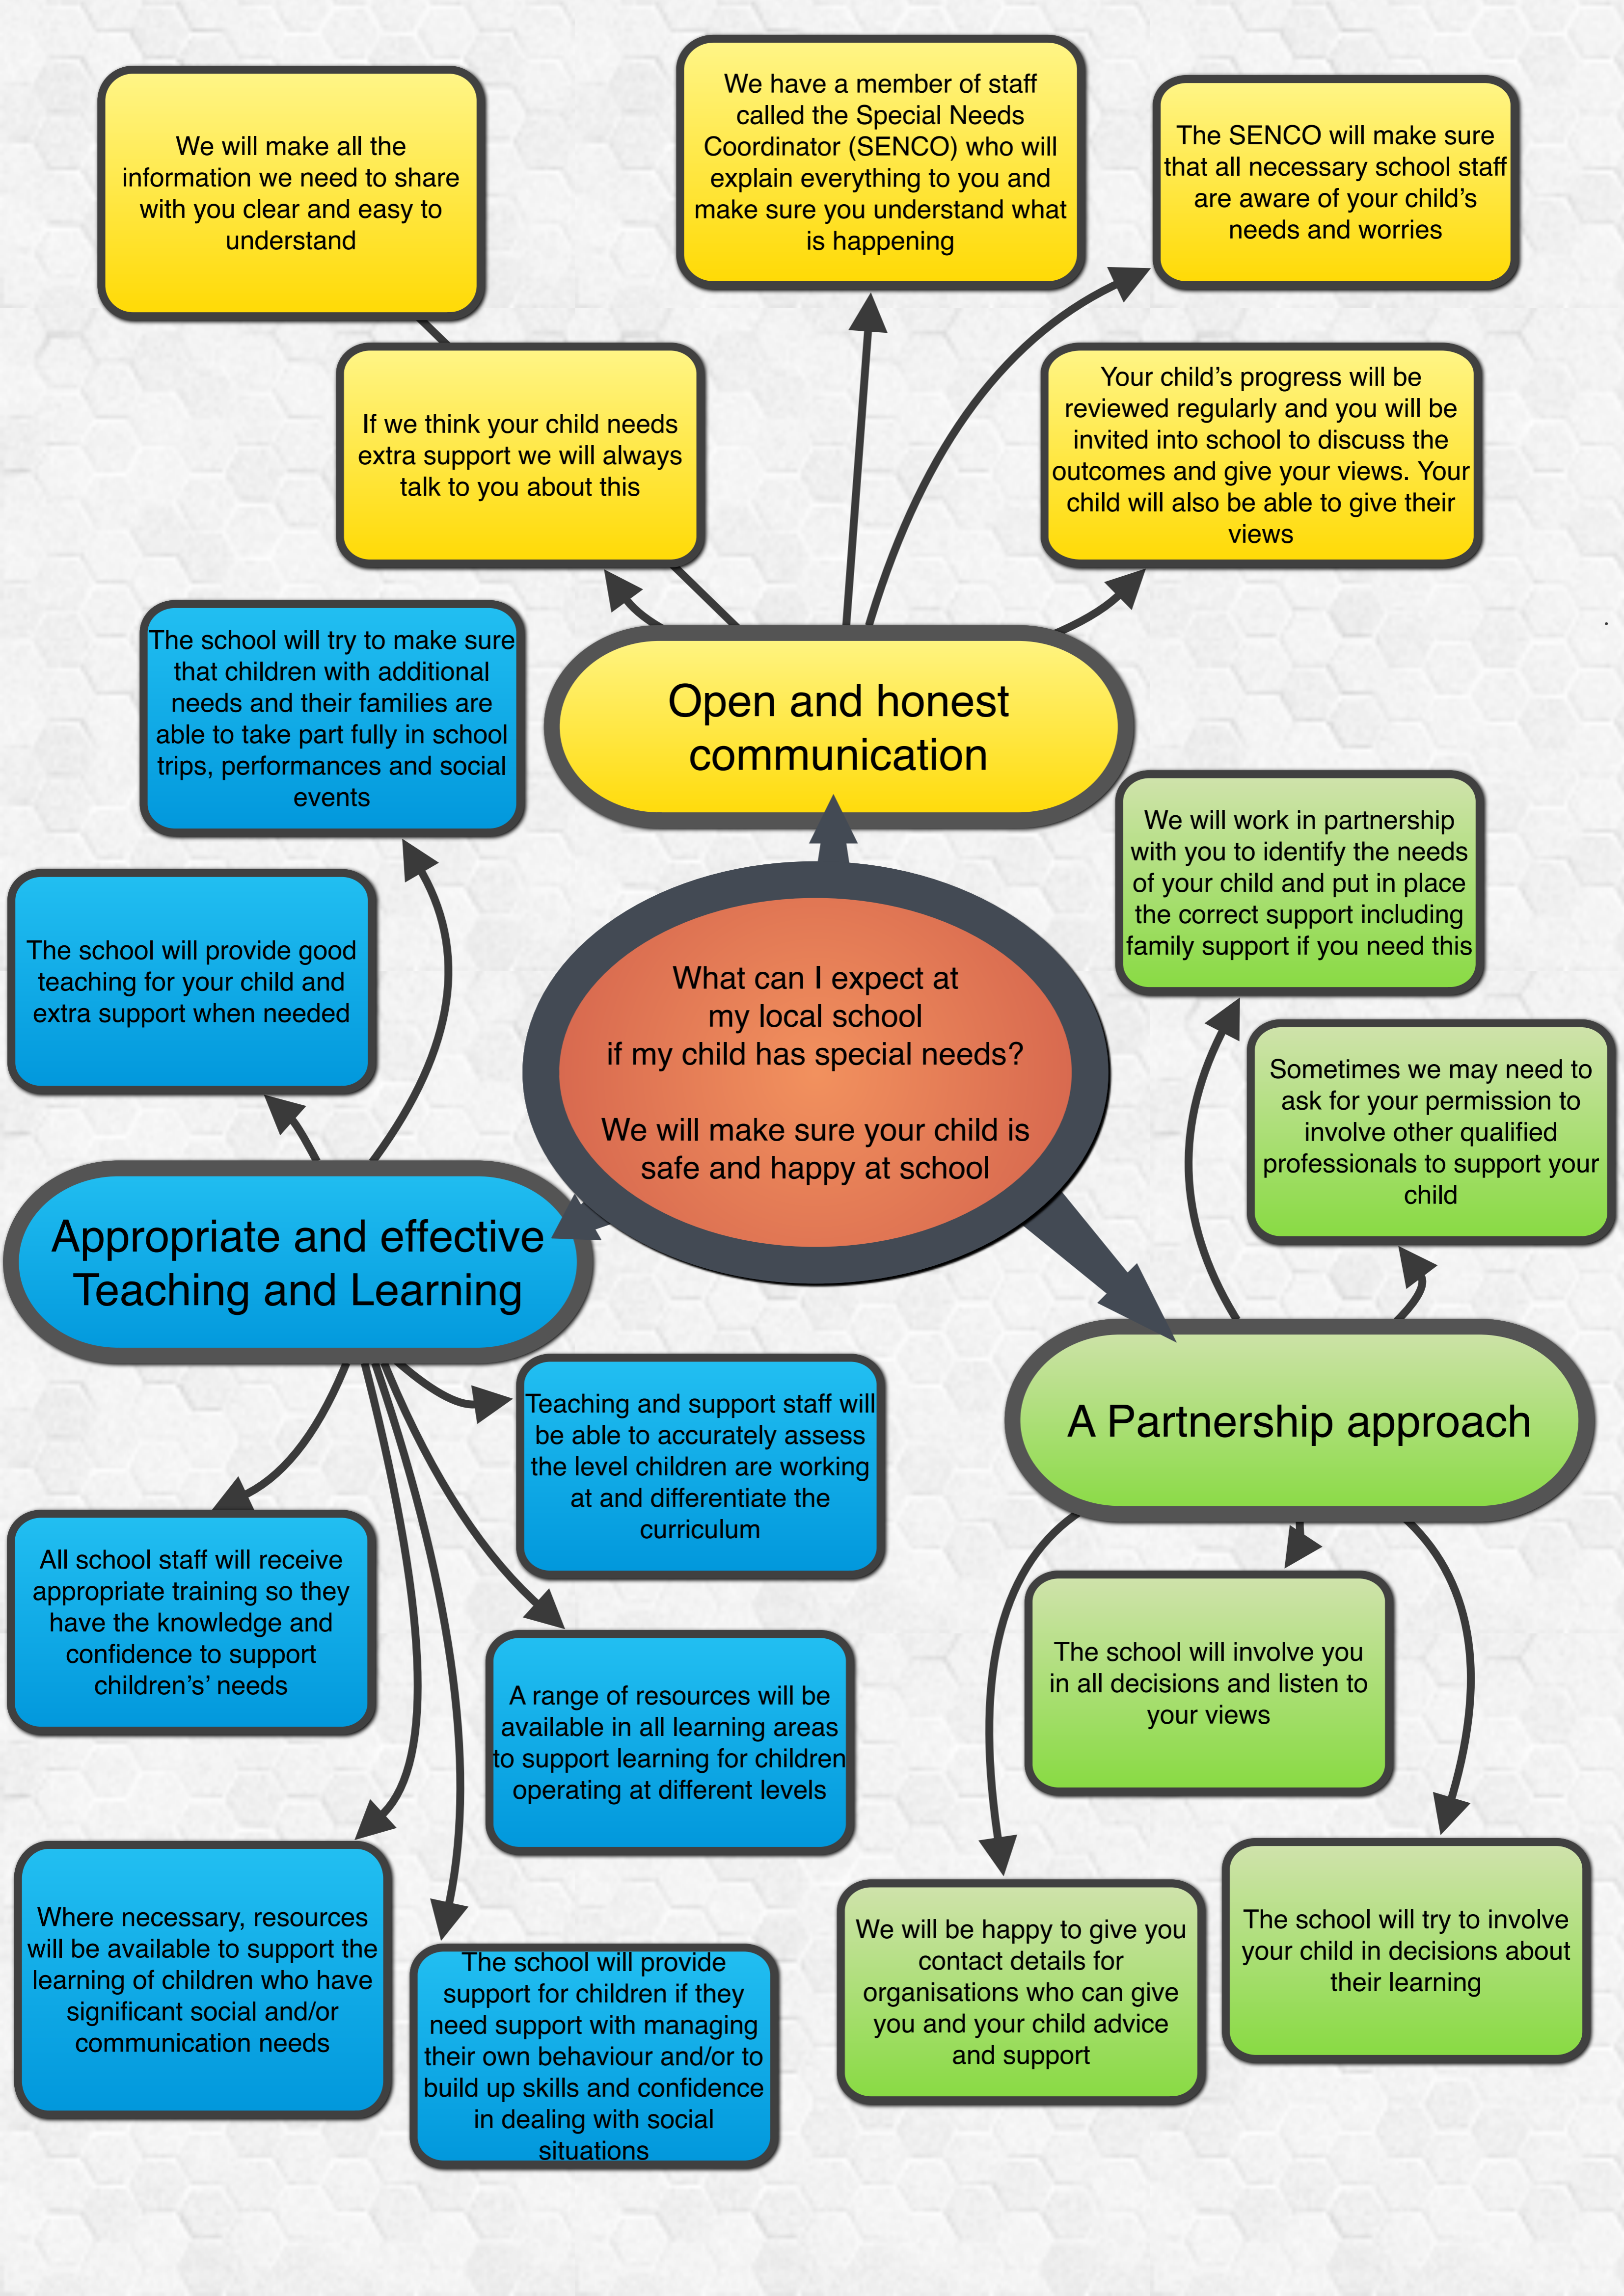 We will make all the
information we need to share
with you clear and easy to
understand
We have a member of staff
called the Special Needs
Coordinator (SENCO) who will
explain everything to you and
make sure you understand what
is happening
The SENCO will make sure
that all necessary school staff
are aware of your child’s
needs and worries
If we think your child needs
extra support we will always
talk to you about this
Your child’s progress will be
reviewed regularly and you will be
invited into school to discuss the
outcomes and give your views. Your
child will also be able to give their
views
Open and honest
communication
The school will try to make sure
that children with additional
needs and their families are
able to take part fully in school
trips, performances and social
events
The school will provide good
teaching for your child and
extra support when needed
What can I expect at
my local school
if my child has special needs?
We will make sure your child is
safe and happy at school
We will work in partnership
with you to identify the needs
of your child and put in place
the correct support including
family support if you need this
Sometimes we may need to
ask for your permission to
involve other qualified
professionals to support your
child
Appropriate and effective
Teaching and Learning
A Partnership approach
Teaching and support staff will
be able to accurately assess
the level children are working
at and differentiate the
curriculum
All school staff will receive
appropriate training so they
have the knowledge and
confidence to support
children’s’ needs
A range of resources will be
available in all learning areas
to support learning for children
operating at different levels
Where necessary, resources
will be available to support the
learning of children who have
significant social and/or
communication needs
The school will provide
support for children if they
need support with managing
their own behaviour and/or to
build up skills and confidence
in dealing with social
situations
The school will involve you
in all decisions and listen to
your views
We will be happy to give you
contact details for
organisations who can give
you and your child advice
and support
The school will try to involve
your child in decisions about
their learning